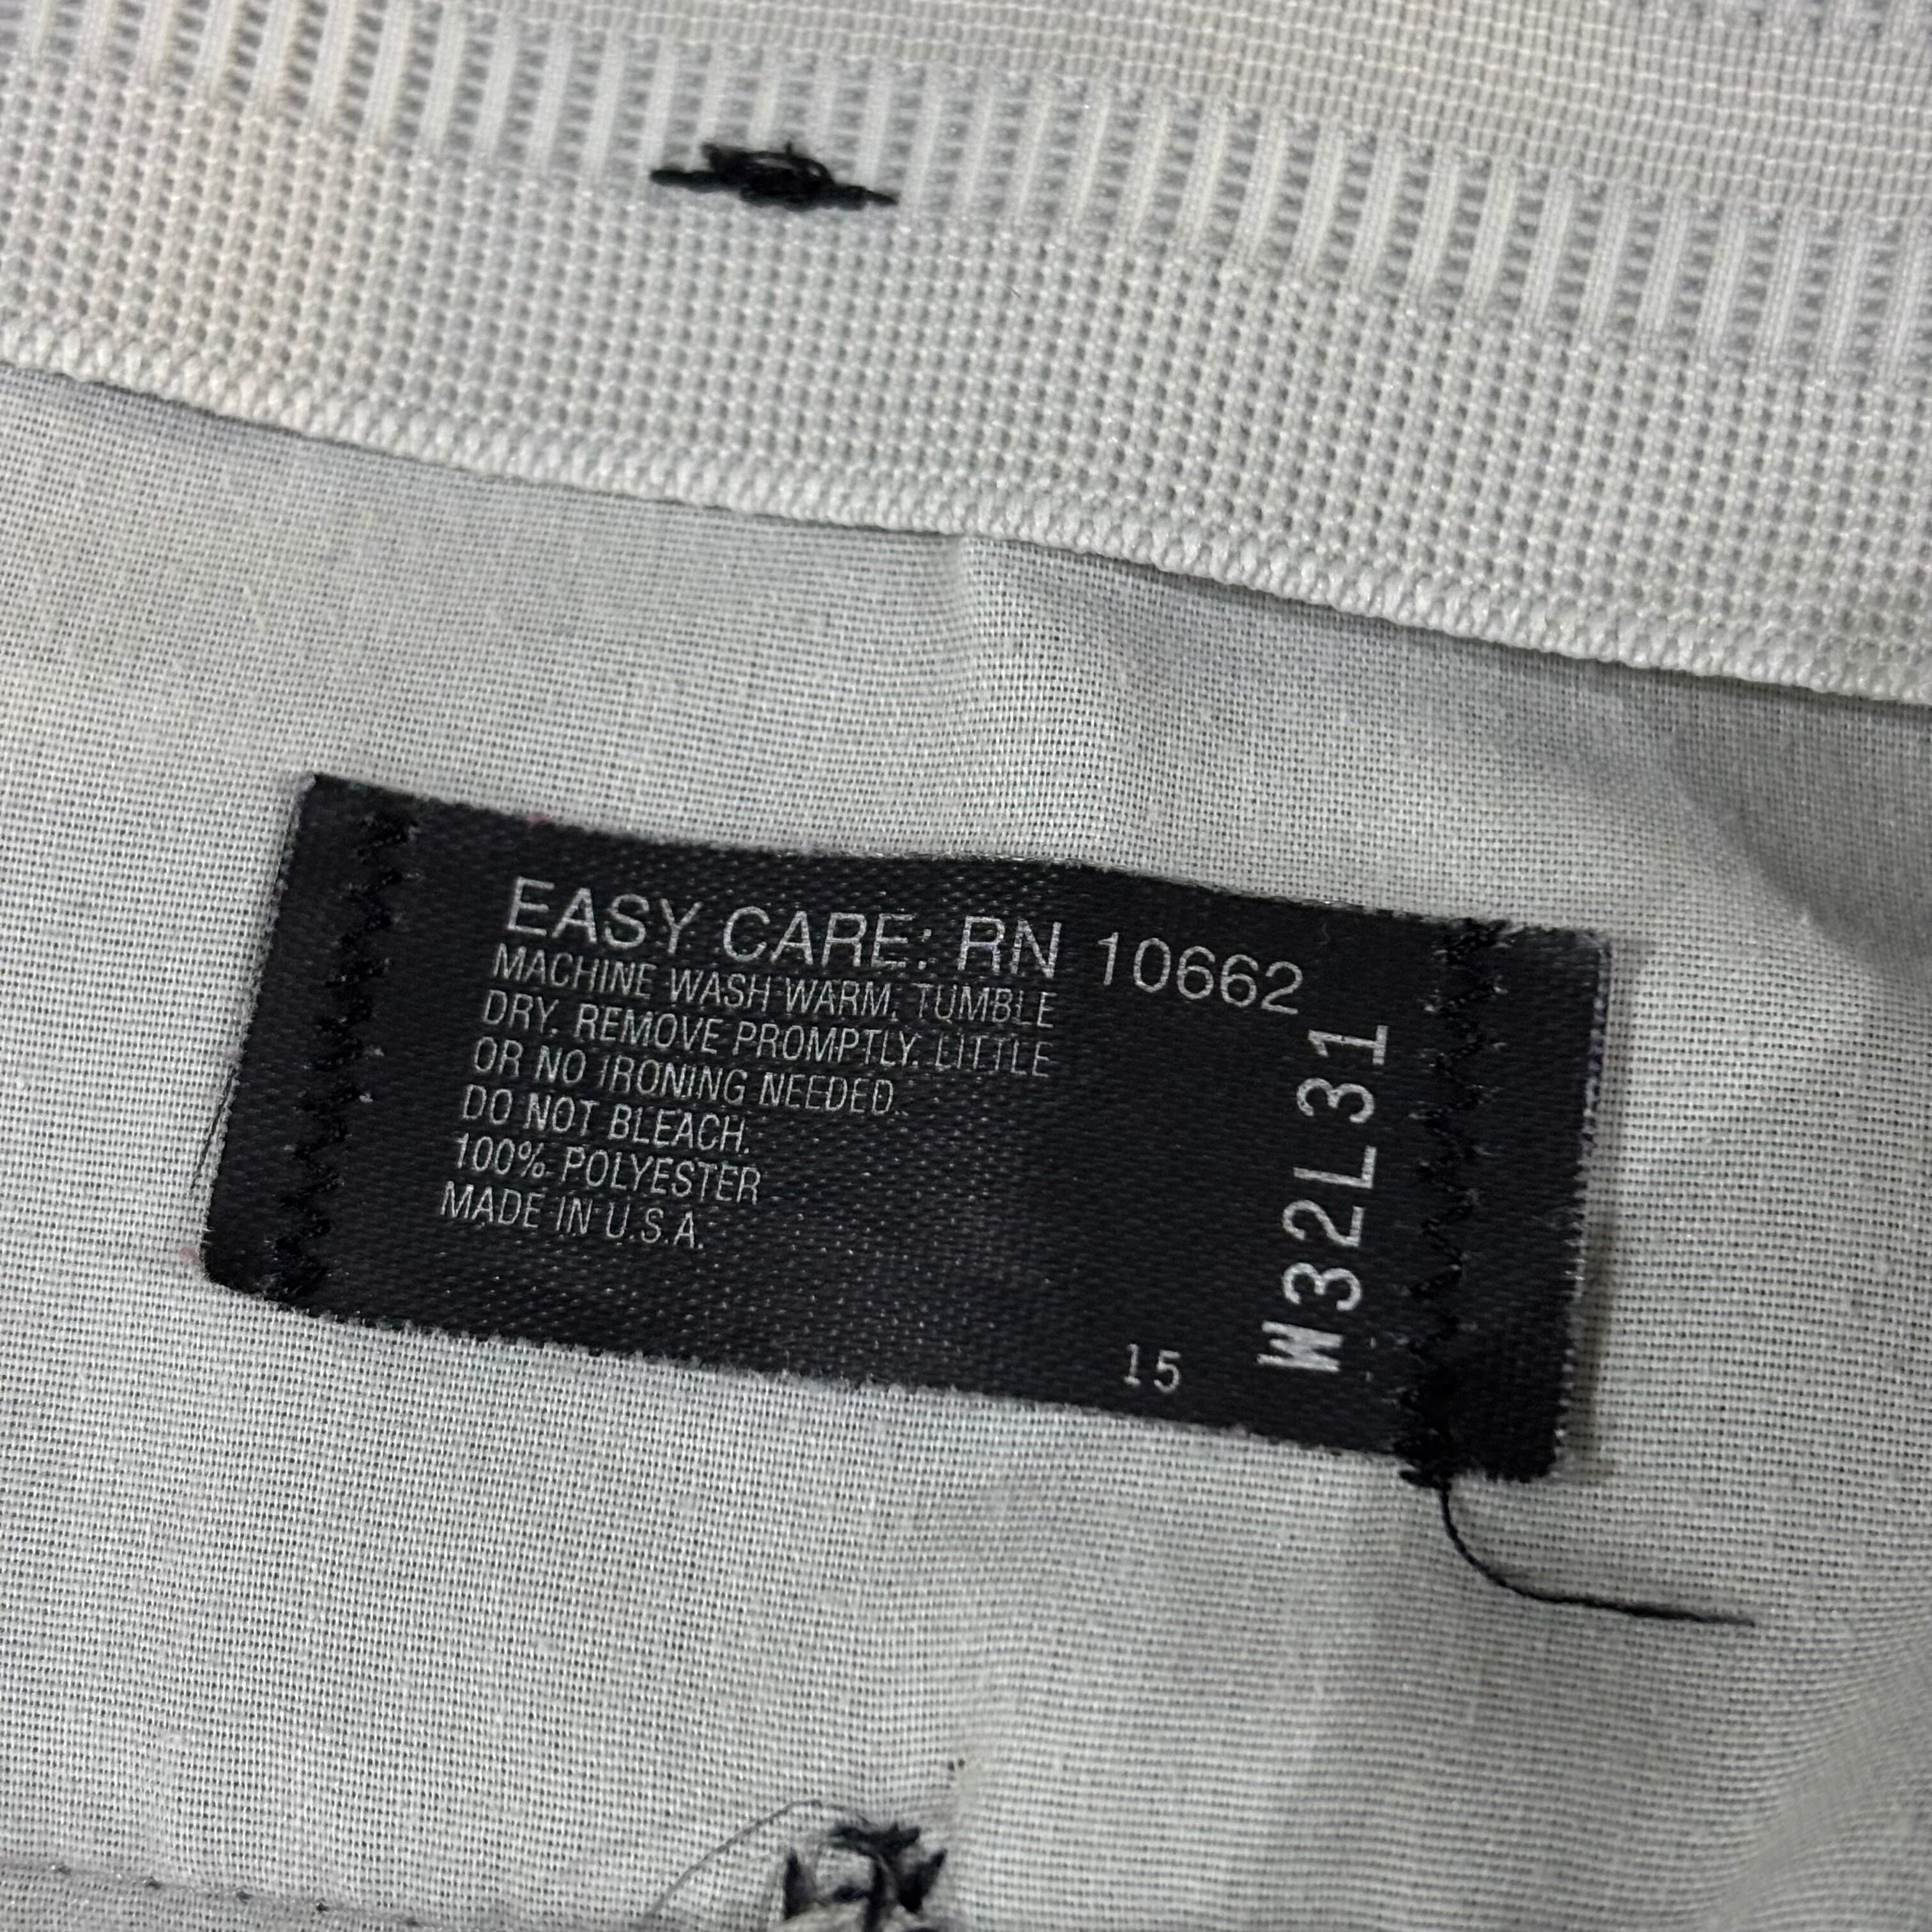 EASY CARE: RN 10662
MACHINE WASH WARM. TUMBLE
DRY. REMOVE PROMPTLY. LITTLE
OR NO IRONING NEEDED.
DO NOT BLEACH.
100% POLYESTER
MADE IN U.S.A.
15
W32L31